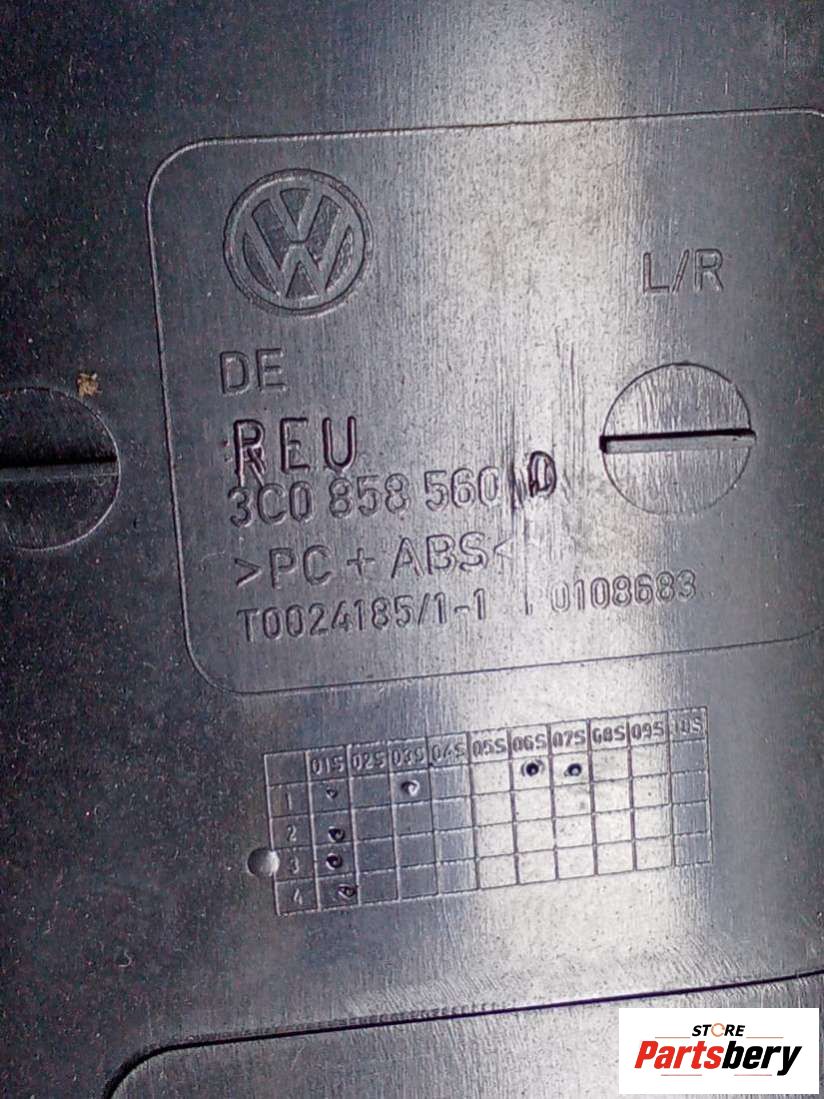 VW
L/R
DE
REU
3C0 858 560 D
>PC + ABS<
T0024185/1-1 0108683
01S 02S 03S 04S 05S 06S 07S 08S 09S 10S
1
2
3
4
STORE
Partsbery